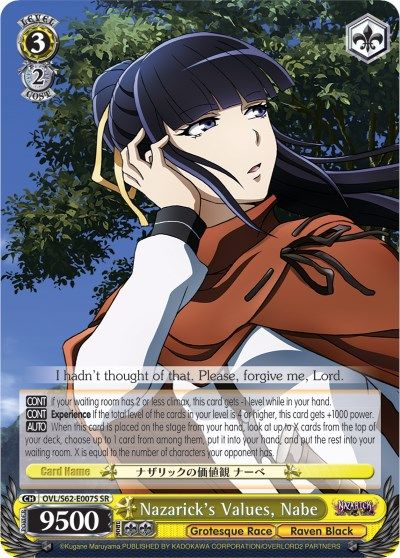 LEVEL
3
2
COST
I hadn't thought of that. Please, forgive me, Lord.
CONT if your waiting room has 2 or less climax, this card gets -1 level while in your hand.
CONT Experience If the total level of the cards in your level is 4 or higher, this card gets +1000 power.
AUTO When this card is placed on the stage from your hand, look at up to X cards from the top of
your deck, choose up to 1 card from among them, put it into your hand, and put the rest into your
waiting room. X is equal to the number of characters your opponent has.
Card Name ナザリックの価値観 ナーベ
CH OVL/S62-E007S SR
Nazarick's Values, Nabe
NAZARICK
POWER 9500 SOUL Grotesque Race Raven Black
©Kugane Maruyama,PUBLISHED BY KADOKAWA CORPORATION/OVERLORD2 PARTNERS